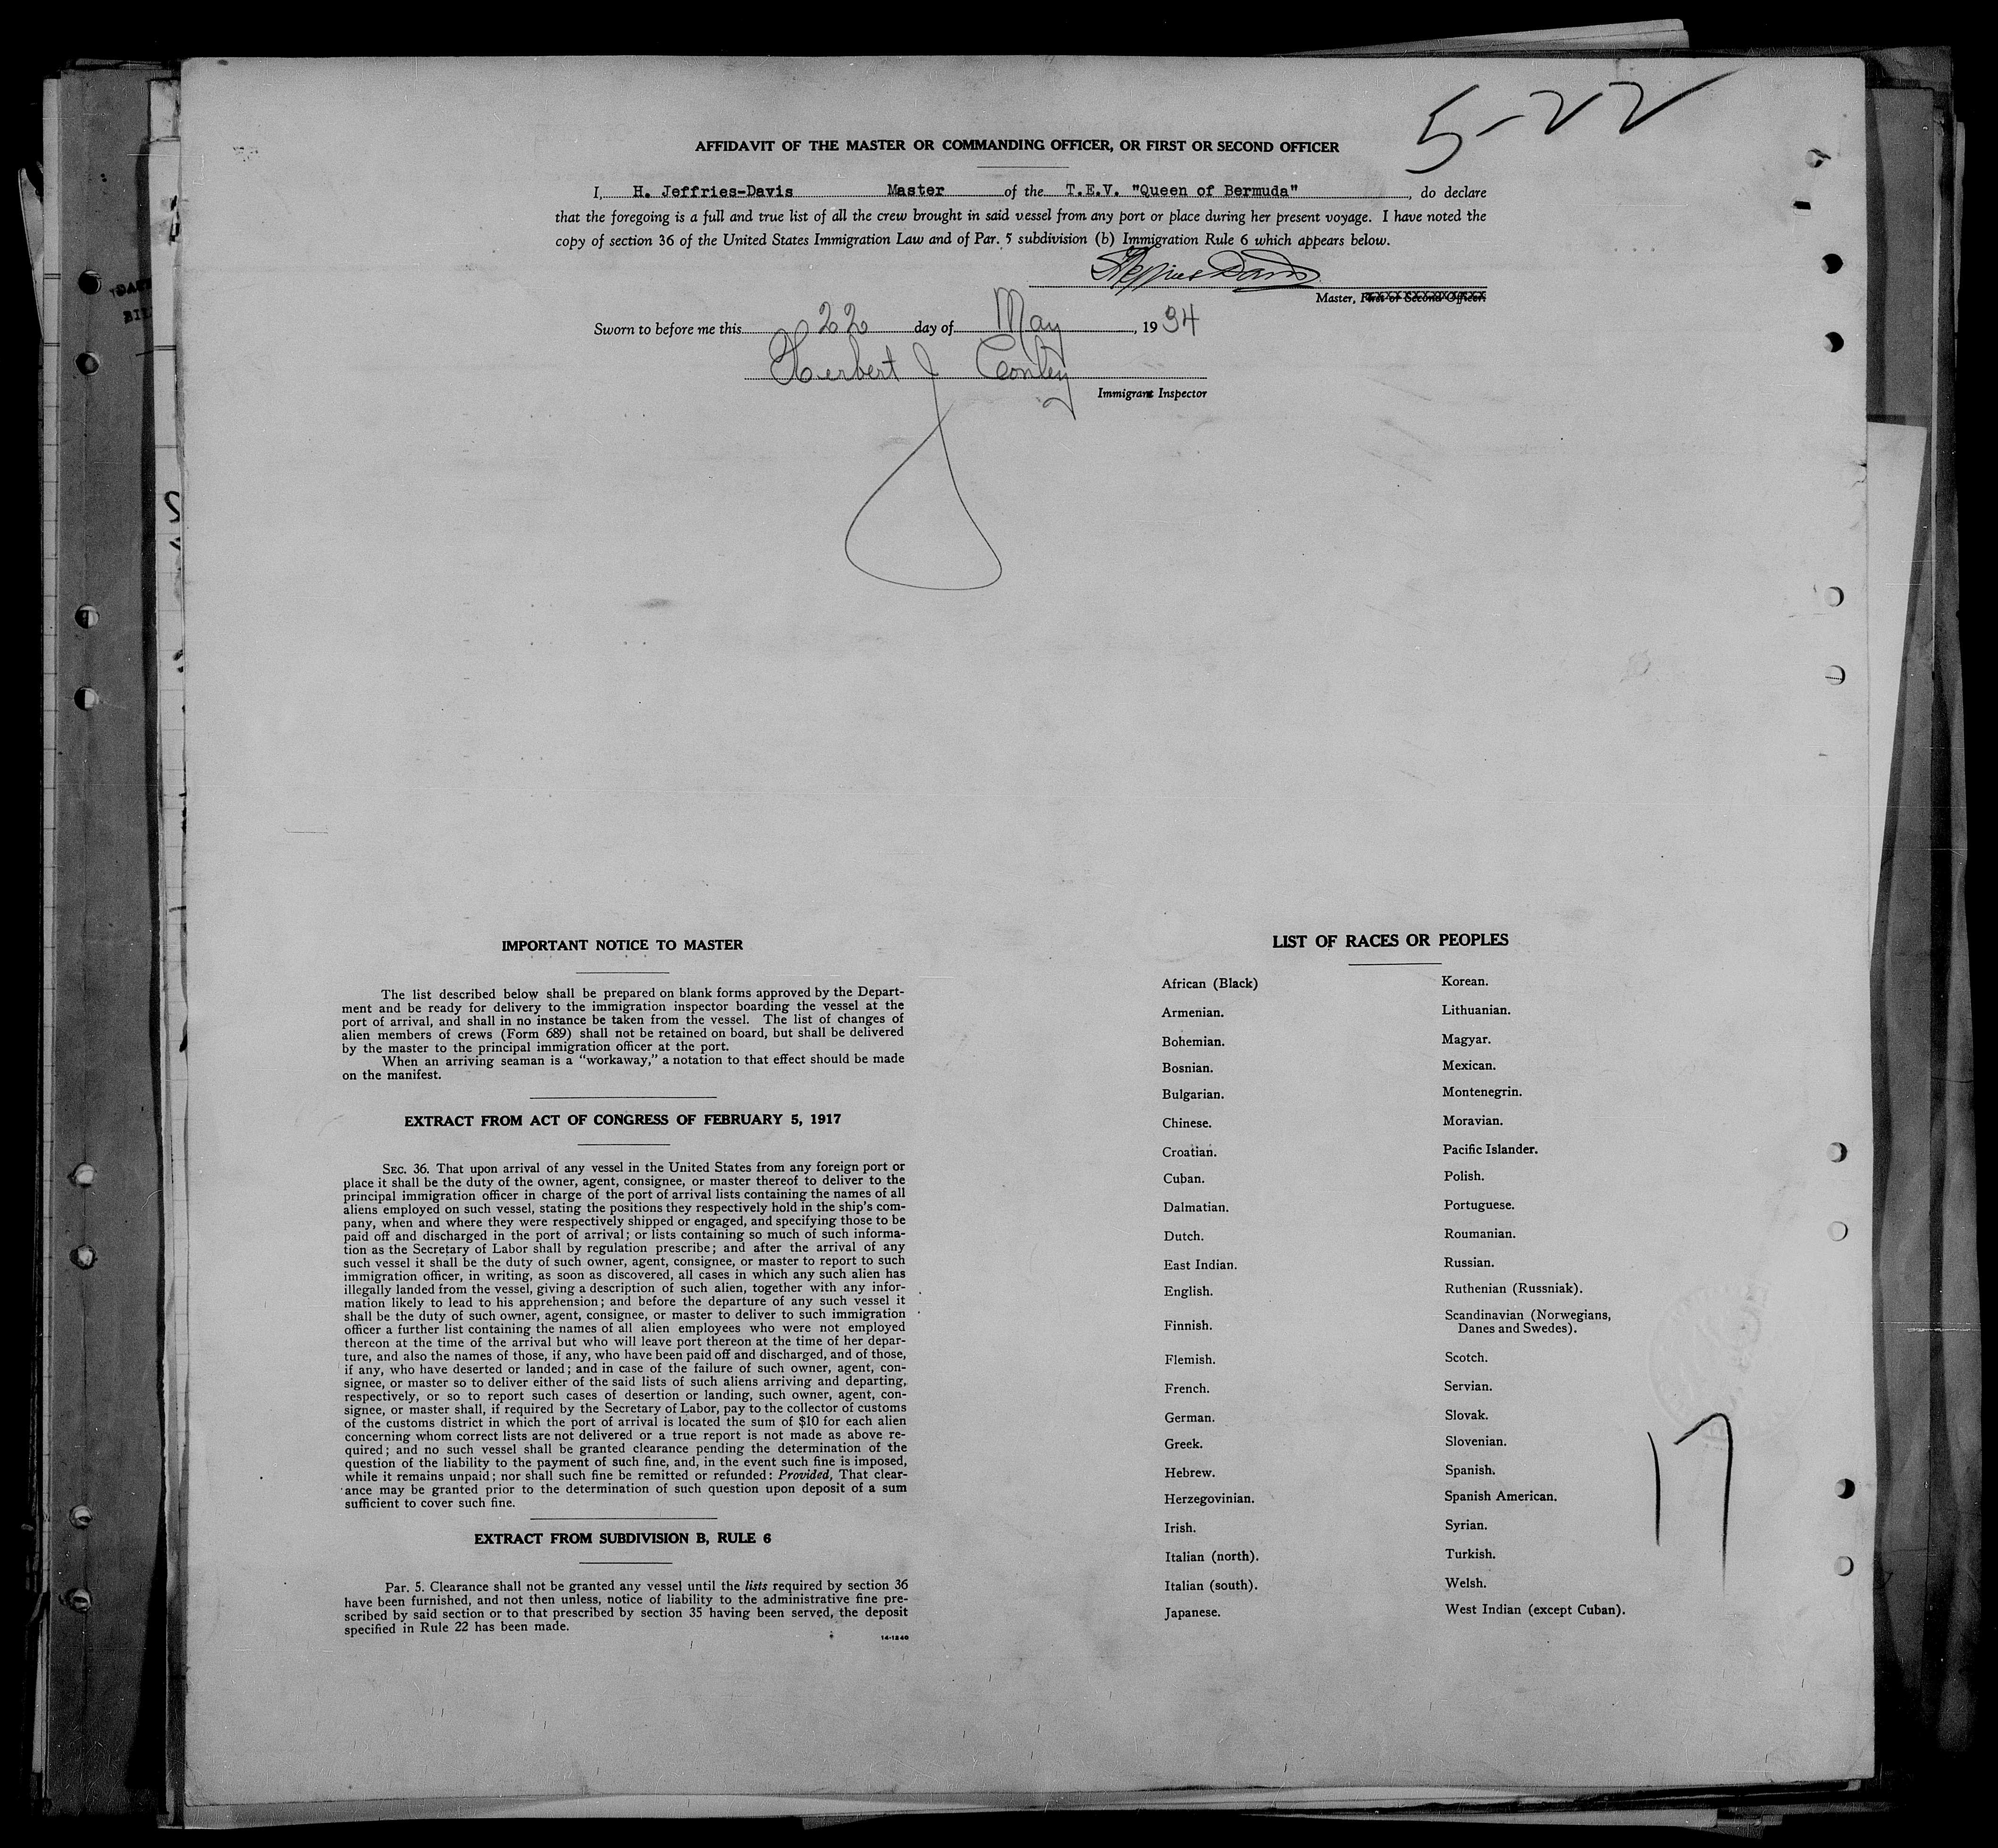 5-22
AFFIDAVIT OF THE MASTER OR COMMANDING OFFICER, OR FIRST OR SECOND OFFICER
I, H. Jeffries-Davis Master of the T.E.V. "Queen of Bermuda", do declare
that the foregoing is a full and true list of all the crew brought in said vessel from any port or place during her present voyage. I have noted the
copy of section 36 of the United States Immigration Law and of Par. 5 subdivision (b) Immigration Rule 6 which appears below.
Jeffries Davis
Master, First or Second Officer.
Sworn to before me this 22 day of May, 1934
Herbert J Conley
Immigrant Inspector
IMPORTANT NOTICE TO MASTER
The list described below shall be prepared on blank forms approved by the Depart-
ment and be ready for delivery to the immigration inspector boarding the vessel at the
port of arrival, and shall in no instance be taken from the vessel. The list of changes of
alien members of crews (Form 689) shall not be retained on board, but shall be delivered
by the master to the principal immigration officer at the port.
When an arriving seaman is a "workaway," a notation to that effect should be made
on the manifest.
EXTRACT FROM ACT OF CONGRESS OF FEBRUARY 5, 1917
SEC. 36. That upon arrival of any vessel in the United States from any foreign port or
place it shall be the duty of the owner, agent, consignee, or master thereof to deliver to the
principal immigration officer in charge of the port of arrival lists containing the names of all
aliens employed on such vessel, stating the positions they respectively hold in the ship's com-
pany, when and where they were respectively shipped or engaged, and specifying those to be
paid off and discharged in the port of arrival; or lists containing so much of such informa-
tion as the Secretary of Labor shall by regulation prescribe; and after the arrival of any
such vessel it shall be the duty of such owner, agent, consignee, or master to report to such
immigration officer, in writing, as soon as discovered, all cases in which any such alien has
illegally landed from the vessel, giving a description of such alien, together with any infor-
mation likely to lead to his apprehension; and before the departure of any such vessel it
shall be the duty of such owner, agent, consignee, or master to deliver to such immigration
officer a further list containing the names of all alien employees who were not employed
thereon at the time of the arrival but who will leave port thereon at the time of her depar-
ture, and also the names of those, if any, who have been paid off and discharged, and of those,
if any, who have deserted or landed; and in case of the failure of such owner, agent, con-
signee, or master so to deliver either of the said lists of such aliens arriving and departing,
respectively, or so to report such cases of desertion or landing, such owner, agent, con-
signee, or master shall, if required by the Secretary of Labor, pay to the collector of customs
of the customs district in which the port of arrival is located the sum of $10 for each alien
concerning whom correct lists are not delivered or a true report is not made as above re-
quired; and no such vessel shall be granted clearance pending the determination of the
question of the liability to the payment of such fine, and, in the event such fine is imposed,
while it remains unpaid; nor shall such fine be remitted or refunded: Provided, That clear-
ance may be granted prior to the determination of such question upon deposit of a sum
sufficient to cover such fine.
EXTRACT FROM SUBDIVISION B, RULE 6
Par. 5. Clearance shall not be granted any vessel until the lists required by section 36
have been furnished, and not then unless, notice of liability to the administrative fine pre-
scribed by said section or to that prescribed by section 35 having been served, the deposit
specified in Rule 22 has been made.
14-1240
LIST OF RACES OR PEOPLES
African (Black)
Armenian.
Bohemian.
Bosnian.
Bulgarian.
Chinese.
Croatian.
Cuban.
Dalmatian.
Dutch.
East Indian.
English.
Finnish.
Flemish.
French.
German.
Greek.
Hebrew.
Herzegovinian.
Irish.
Italian (north).
Italian (south).
Japanese.
Korean.
Lithuanian.
Magyar.
Mexican.
Montenegrin.
Moravian.
Pacific Islander.
Polish.
Portuguese.
Roumanian.
Russian.
Ruthenian (Russniak).
Scandinavian (Norwegians,
Danes and Swedes).
Scotch.
Servian.
Slovak.
Slovenian.
Spanish.
Spanish American.
Syrian.
Turkish.
Welsh.
West Indian (except Cuban).
17